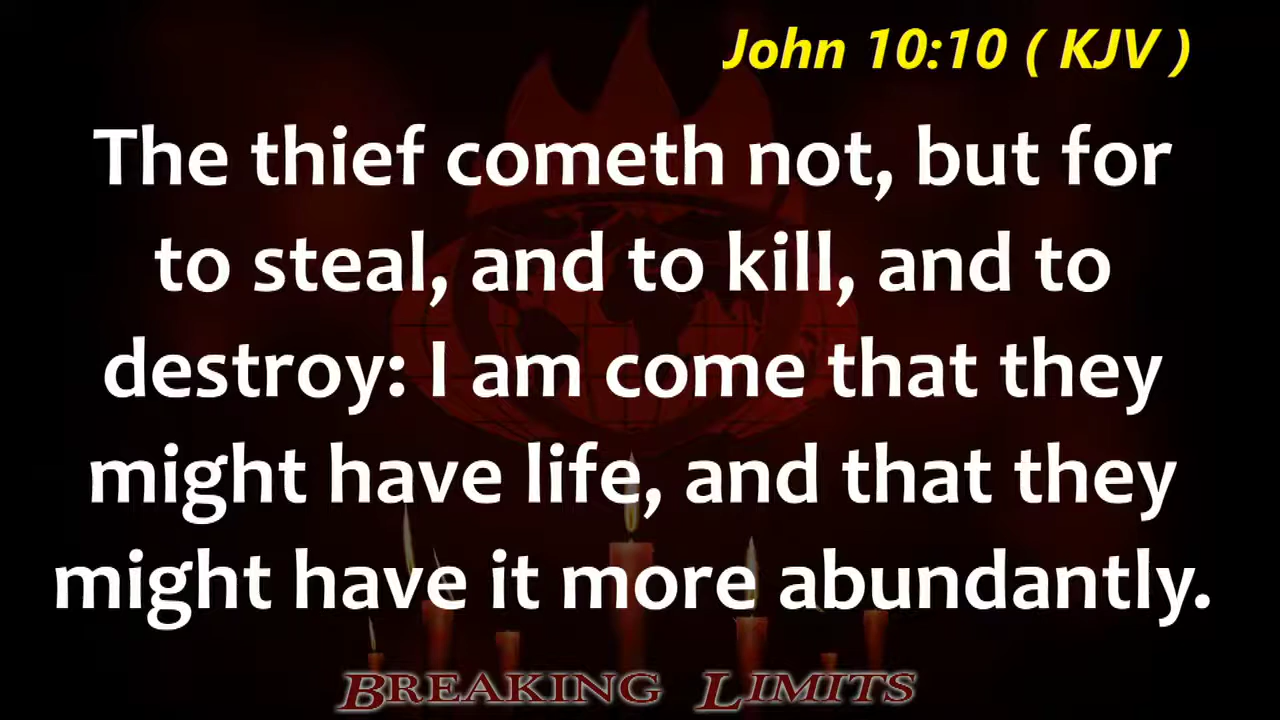 John 10:10 ( KJV )
The thief cometh not, but for
to steal, and to kill, and to
destroy: I am come that they
might have life, and that they
might have it more abundantly.
BREAKING LIMITS